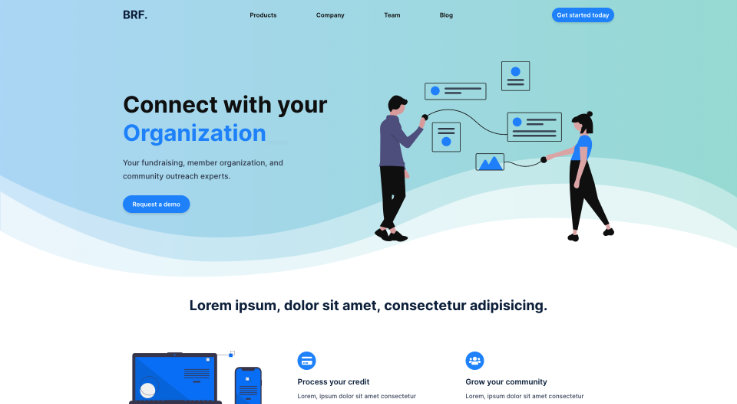 BRF.
Products
Company
Team
Blog
Get started today
Connect with your
Organization
Your fundraising, member organization, and
community outreach experts.
Request a demo
Lorem ipsum, dolor sit amet, consectetur adipisicing.
Process your credit
Lorem, ipsum dolor sit amet consectetur
Grow your community
Lorem, ipsum dolor sit amet consectetur